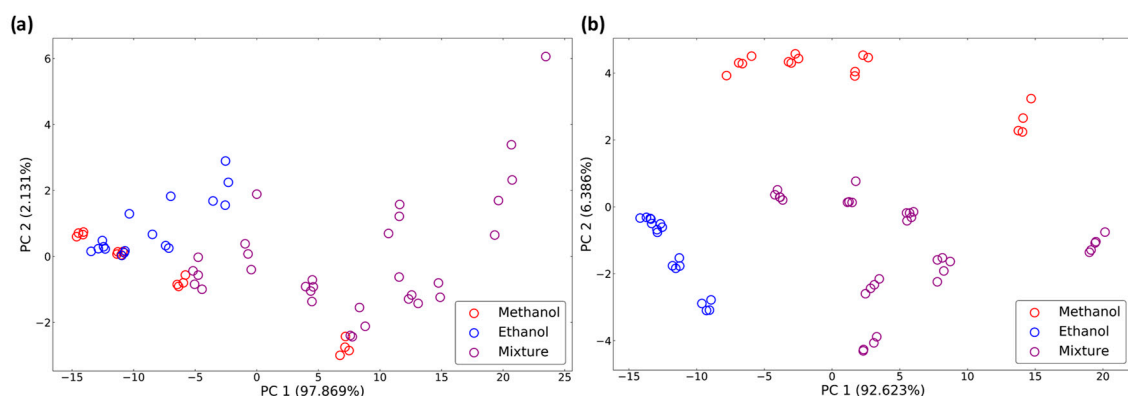 (a)
6
4
2
0
−2
−15
−10
−5
0
5
10
15
20
25
PC 2 (2.131%)
PC 1 (97.869%)
Methanol
Ethanol
Mixture
(b)
4
2
0
−2
−4
−15
−10
−5
0
5
10
15
20
PC 2 (6.386%)
PC 1 (92.623%)
Methanol
Ethanol
Mixture